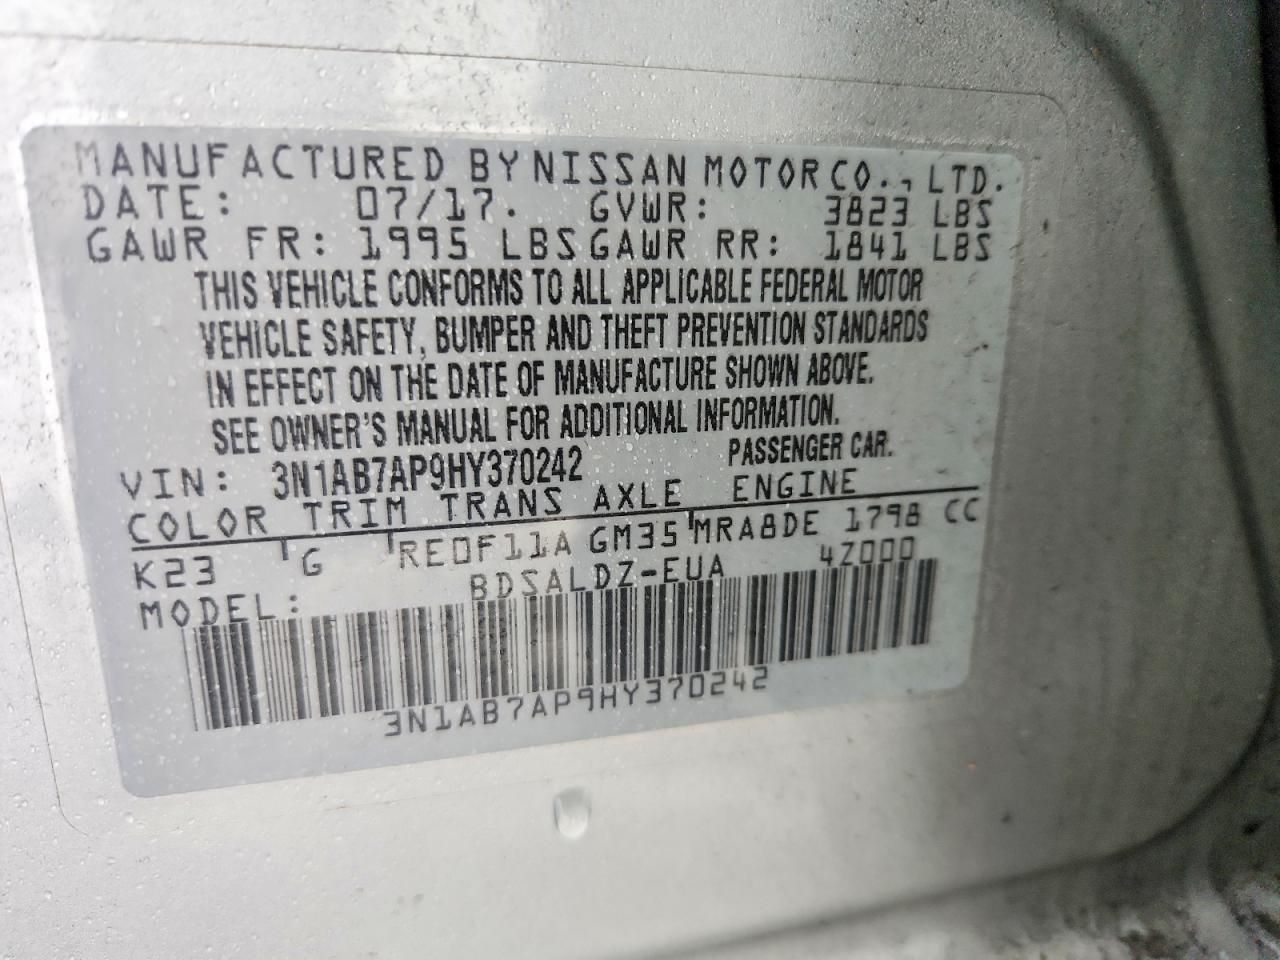 MANUFACTURED BY NISSAN MOTOR CO., LTD.
DATE: 07/17. GVWR: 3823 LBS
GAWR FR: 1995 LBS GAWR RR: 1841 LBS
THIS VEHICLE CONFORMS TO ALL APPLICABLE FEDERAL MOTOR
VEHICLE SAFETY, BUMPER AND THEFT PREVENTION STANDARDS
IN EFFECT ON THE DATE OF MANUFACTURE SHOWN ABOVE.
SEE OWNER'S MANUAL FOR ADDITIONAL INFORMATION.
VIN: 3N1AB7AP9HY370242 PASSENGER CAR.
COLOR TRIM TRANS AXLE ENGINE
K23 G RE0F11A GM35 MRA8DE 1798 CC
MODEL: BDSALDZ-EUA 4Z000
3N1AB7AP9HY370242